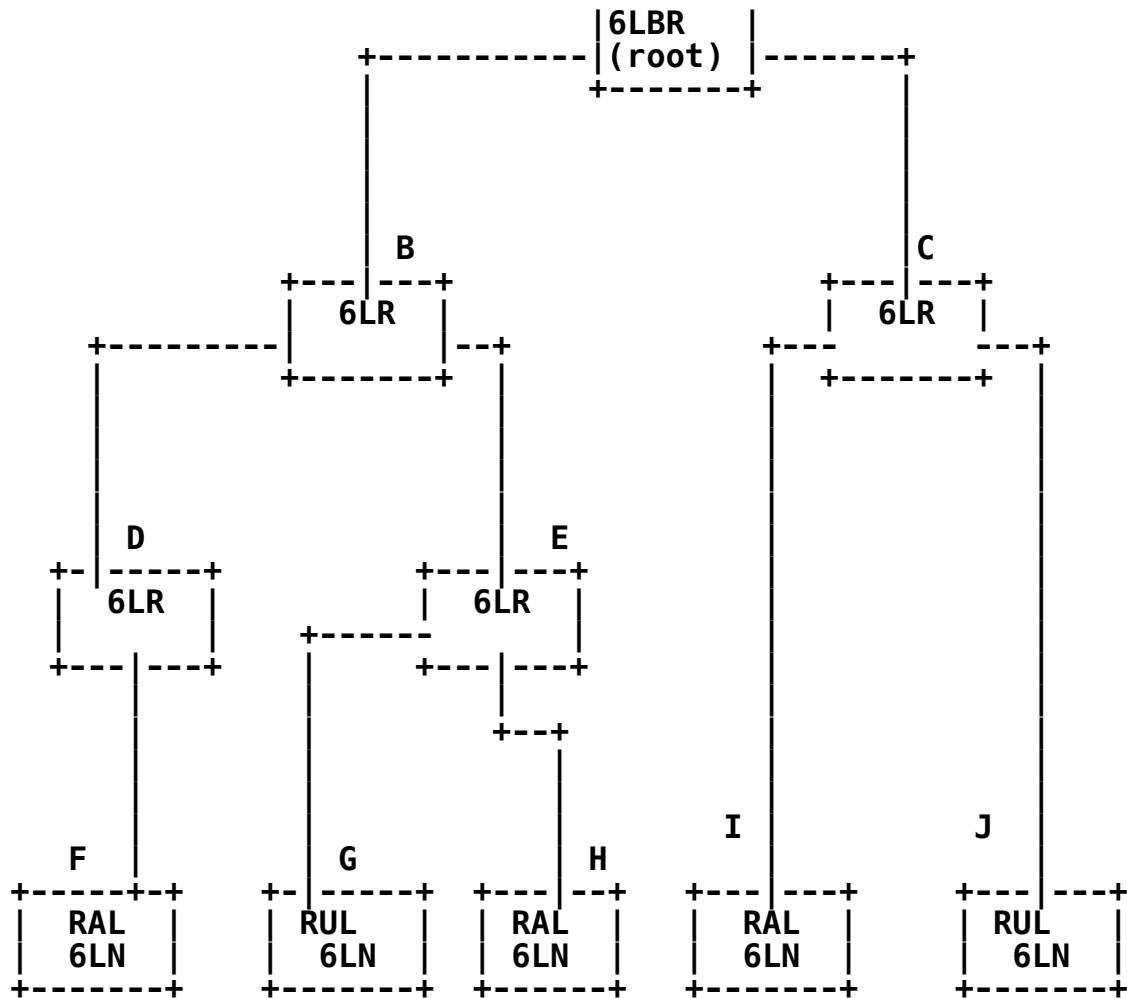 6LBR
(root)
B C
6LR 6LR
D E
6LR 6LR
I J
F G H
RAL RUL RAL RAL RUL
6LN 6LN 6LN 6LN 6LN